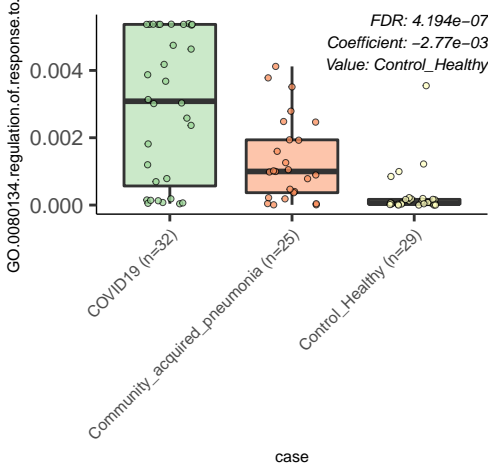 FDR: 4.194e−07
Coefficient: −2.77e−03
Value: Control_Healthy
GO.0080134.regulation.of.response.to.
0.004
0.002
0.000
COVID19 (n=32)
Community_acquired_pneumonia (n=25)
Control_Healthy (n=29)
case